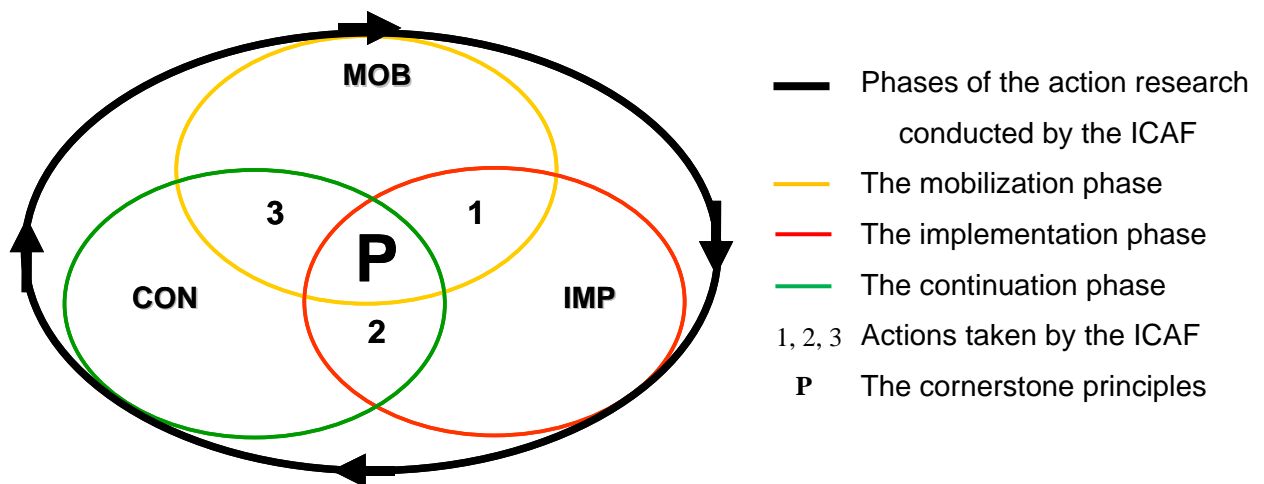 MOB
3
1
P
CON
IMP
2
Phases of the action research
conducted by the ICAF
The mobilization phase
The implementation phase
The continuation phase
1, 2, 3 Actions taken by the ICAF
P The cornerstone principles